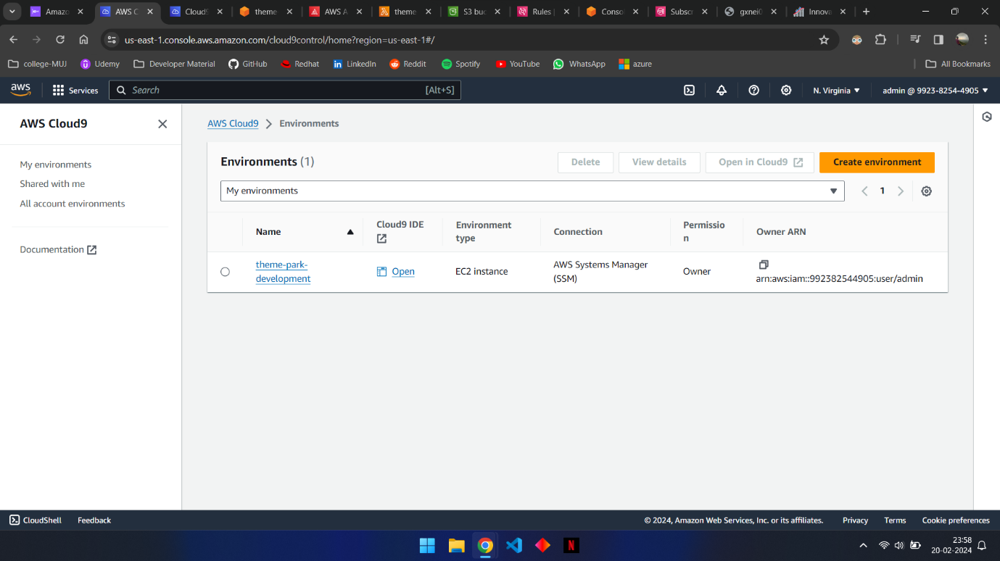 Amazo
AWS C
CloudS
theme
AWS A
theme
S3 buc
Rules
Conso
Subscr
gxnei0
Innova
us-east-1.console.aws.amazon.com/cloud9control/home?region=us-east-1#/
college-MUJ
Udemy
Developer Material
GitHub
Redhat
LinkedIn
Reddit
Spotify
YouTube
WhatsApp
azure
All Bookmarks
aws
Services
Search
[Alt+S]
N. Virginia
admin @ 9923-8254-4905
AWS Cloud9
My environments
Shared with me
All account environments
Documentation
AWS Cloud9
Environments
Environments (1)
Delete
View details
Open in Cloud9
Create environment
My environments
1
Name
Cloud9 IDE
Environment
type
Connection
Permissio
n
Owner ARN
theme-park-
development
Open
EC2 instance
AWS Systems Manager
(SSM)
Owner
arn:aws:iam::992382544905:user/admin
CloudShell
Feedback
© 2024, Amazon Web Services, Inc. or its affiliates.
Privacy
Terms
Cookie preferences
N
23:58
20-02-2024